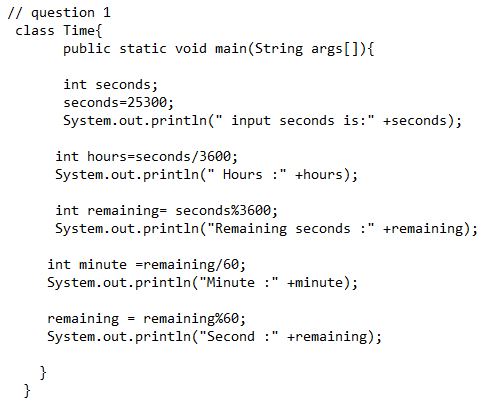 // question 1
class Time{
public static void main(String args[]){
int seconds;
seconds=25300;
System.out.println(" input seconds is:" +seconds);
int hours=seconds/3600;
System.out.println(" Hours :" +hours);
int remaining= seconds%3600;
System.out.println("Remaining seconds :" +remaining);
int minute =remaining/60;
System.out.println("Minute :" +minute);
remaining = remaining%60;
System.out.println("Second :" +remaining);
}
}